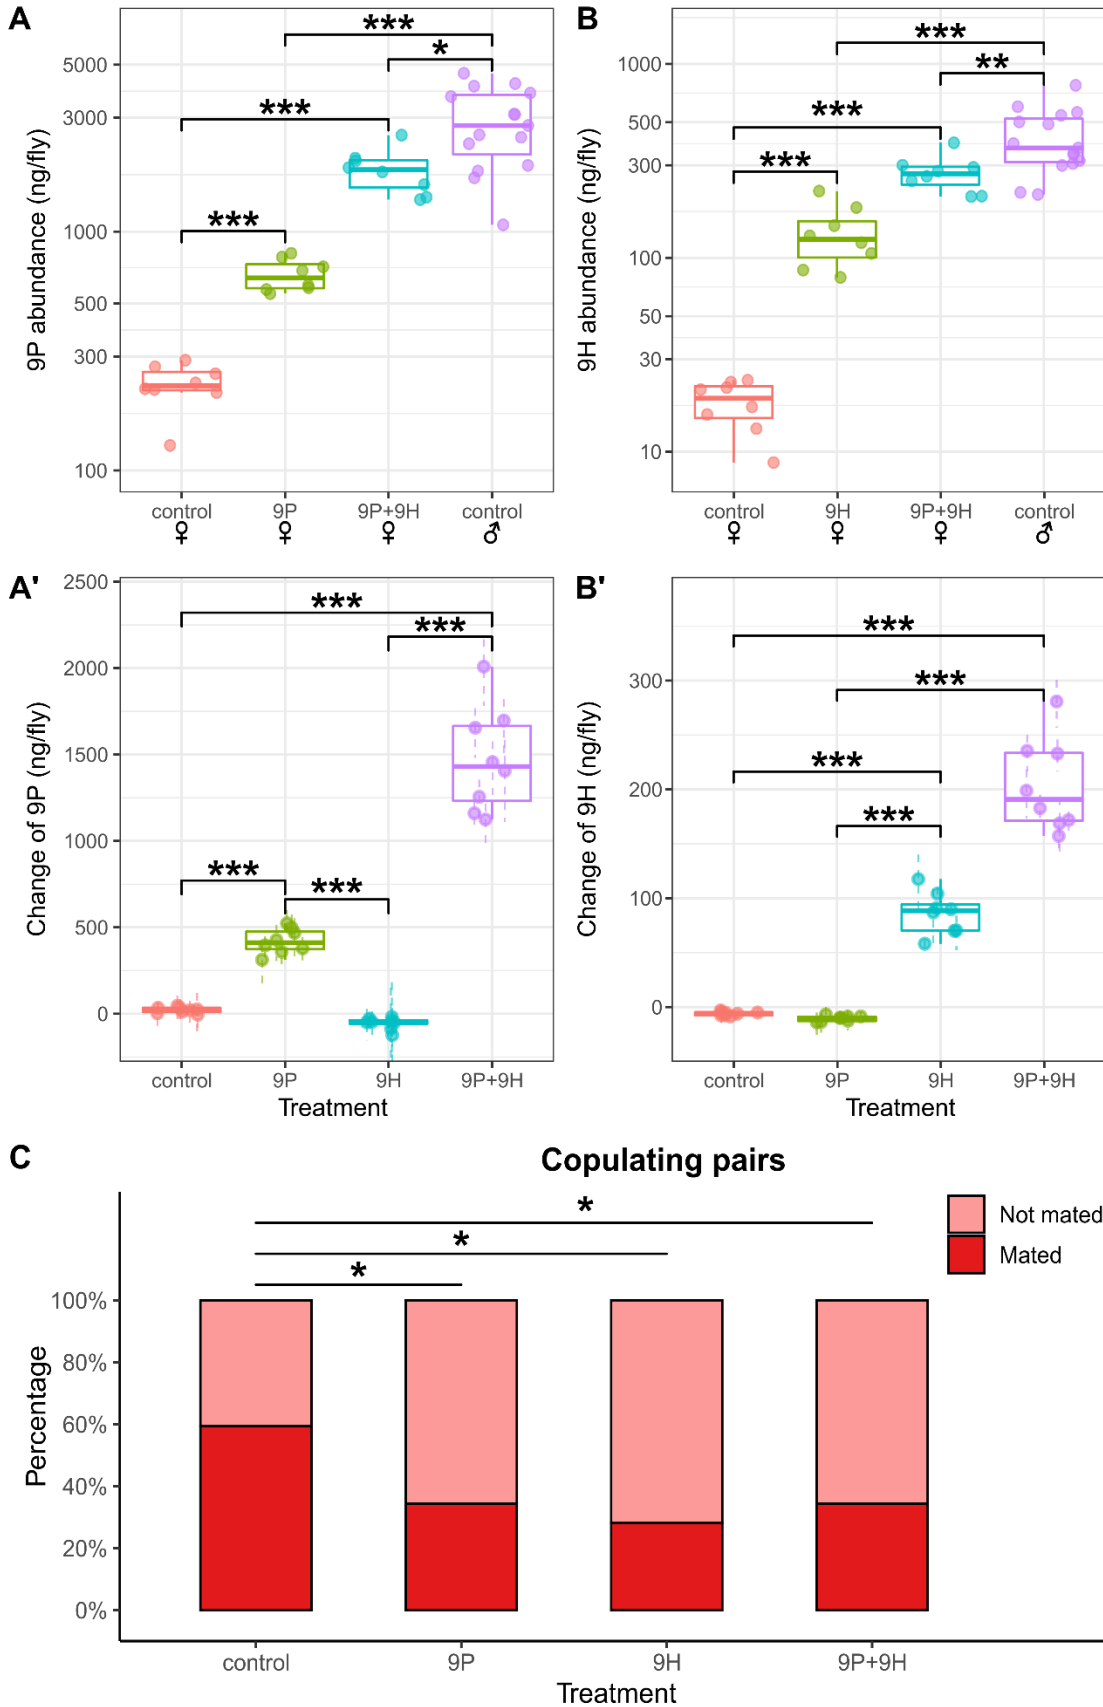 A
9P abundance (ng/fly)
5000
3000
1000
500
300
100
***
*
***
***
control 9P 9P+9H control
♀ ♀ ♀ ♂
B
9H abundance (ng/fly)
1000
500
300
100
50
30
10
***
**
***
***
control 9H 9P+9H control
♀ ♀ ♀ ♂
A'
Change of 9P (ng/fly)
2500
2000
1500
1000
500
0
***
***
***
***
control 9P 9H 9P+9H
Treatment
B'
Change of 9H (ng/fly)
300
200
100
0
***
***
***
***
control 9P 9H 9P+9H
Treatment
C
Copulating pairs
Not mated
Mated
*
*
*
Percentage
100%
80%
60%
40%
20%
0%
control 9P 9H 9P+9H
Treatment